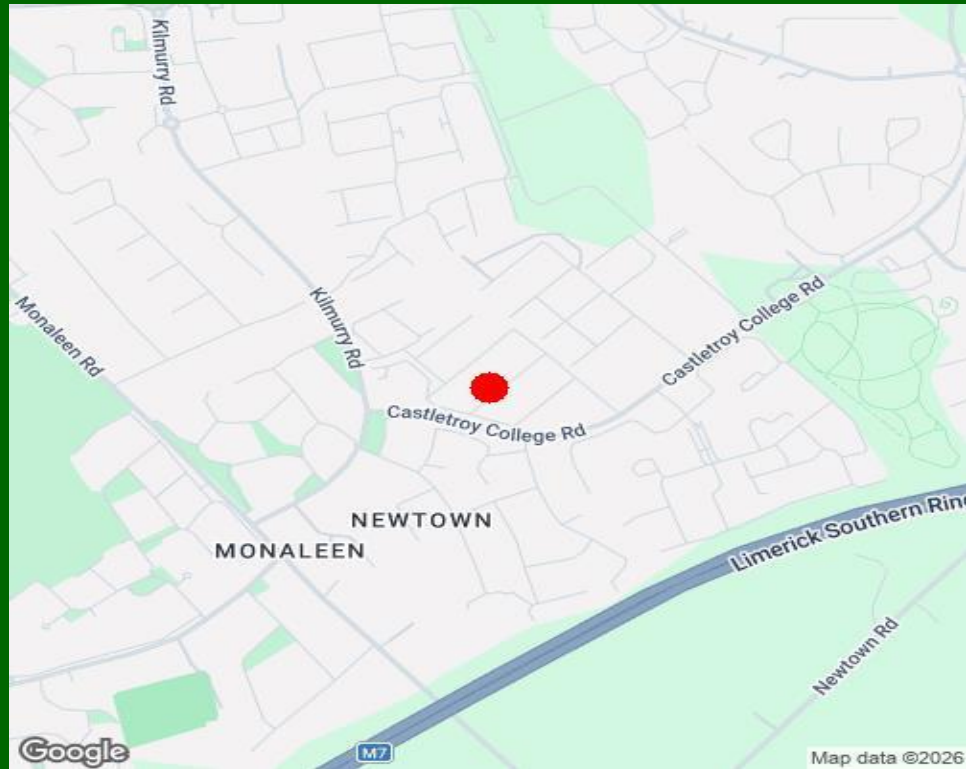 Kilmurry Rd
Monaleen Rd
Kilmurry Rd
Castletroy College Rd
Castletroy College Rd
NEWTOWN
MONALEEN
Limerick Southern Ring
Newtown Rd
M7
Google
Map data ©2026